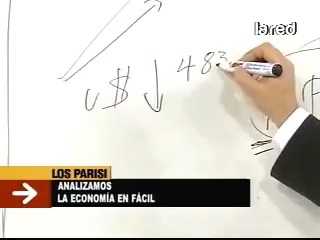 lared
U$ ↓ 483
LOS PARISI
ANALIZAMOS
LA ECONOMÍA EN FÁCIL